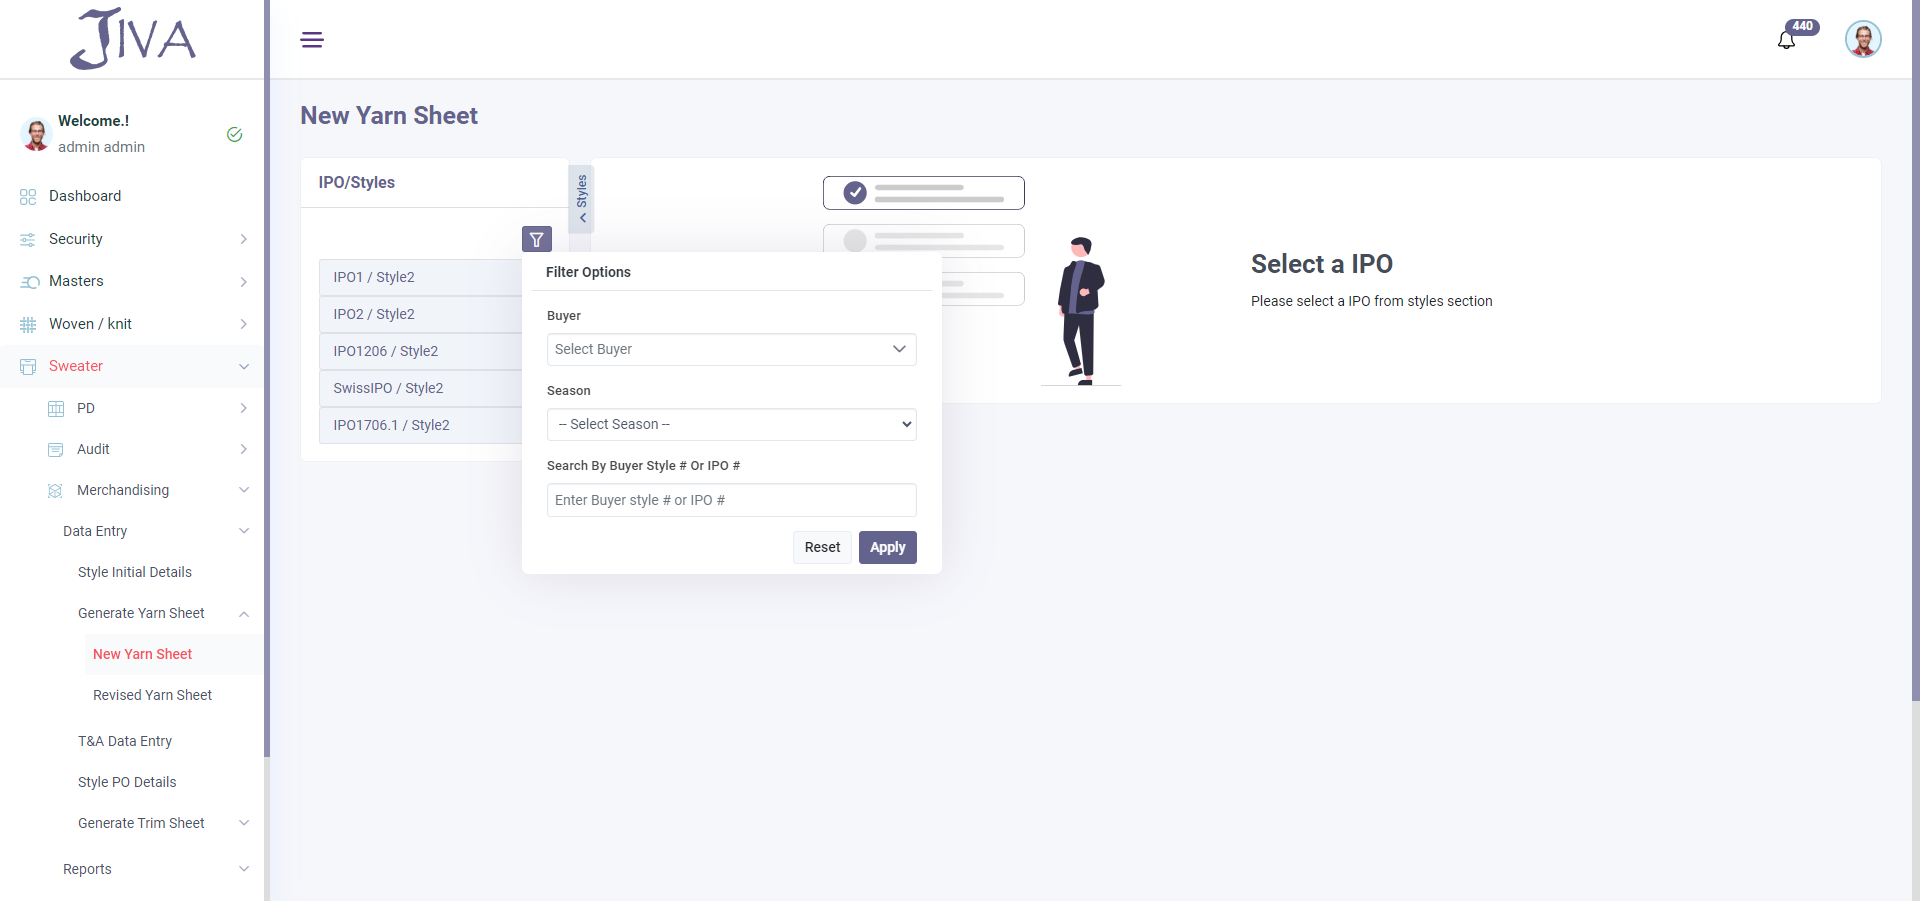 JIVA
440
Welcome.!
admin admin
Dashboard
Security
Masters
Woven / knit
Sweater
PD
Audit
Merchandising
Data Entry
Style Initial Details
Generate Yarn Sheet
New Yarn Sheet
Revised Yarn Sheet
T&A Data Entry
Style PO Details
Generate Trim Sheet
Reports
New Yarn Sheet
IPO/Styles
Styles
IPO1 / Style2
IPO2 / Style2
IPO1206 / Style2
SwissIPO / Style2
IPO1706.1 / Style2
Filter Options
Buyer
Select Buyer
Season
-- Select Season --
Search By Buyer Style # Or IPO #
Enter Buyer style # or IPO #
Reset
Apply
Select a IPO
Please select a IPO from styles section